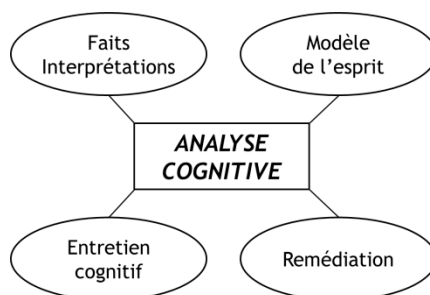 Faits
Interprétations
Modèle
de l’esprit
ANALYSE
COGNITIVE
Entretien
cognitif
Remédiation